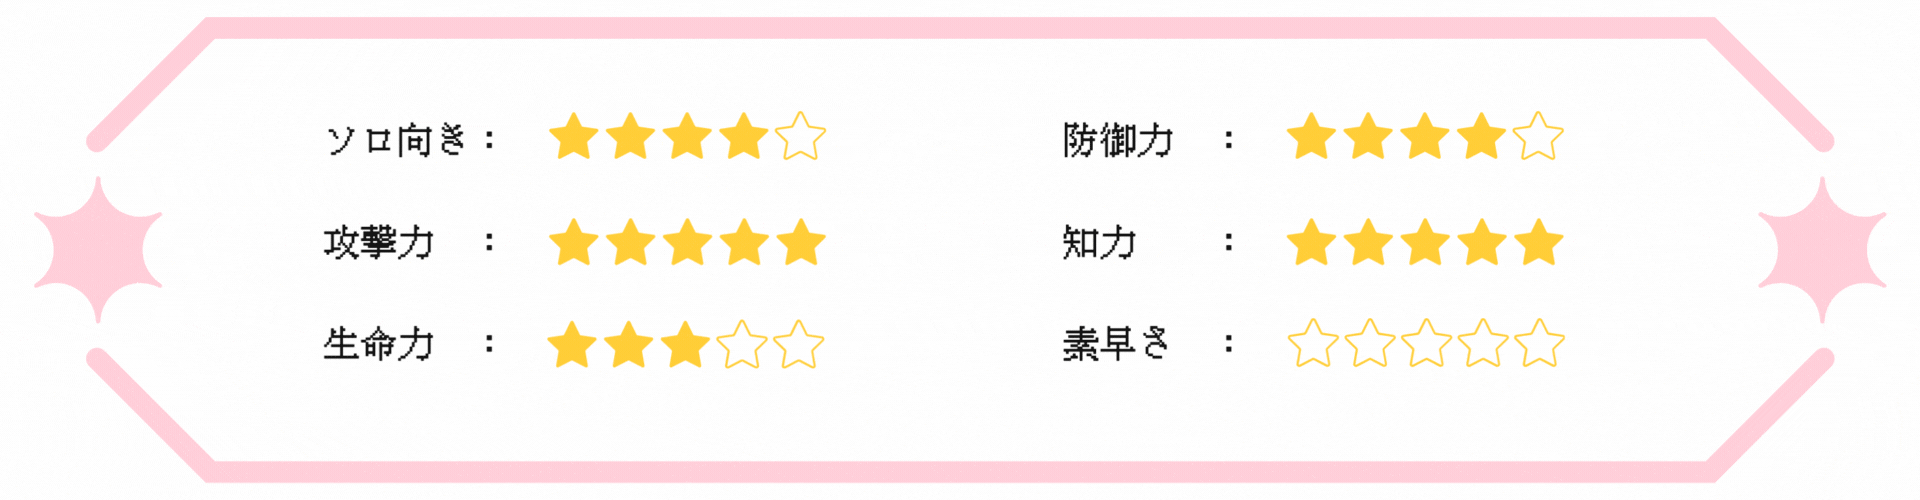 ソロ向き： ★★★★☆ 防御力 ： ★★★★☆
攻撃力 ： ★★★★★ 知力 ： ★★★★★
生命力 ： ★★★☆☆ 素早さ ： ☆☆☆☆☆